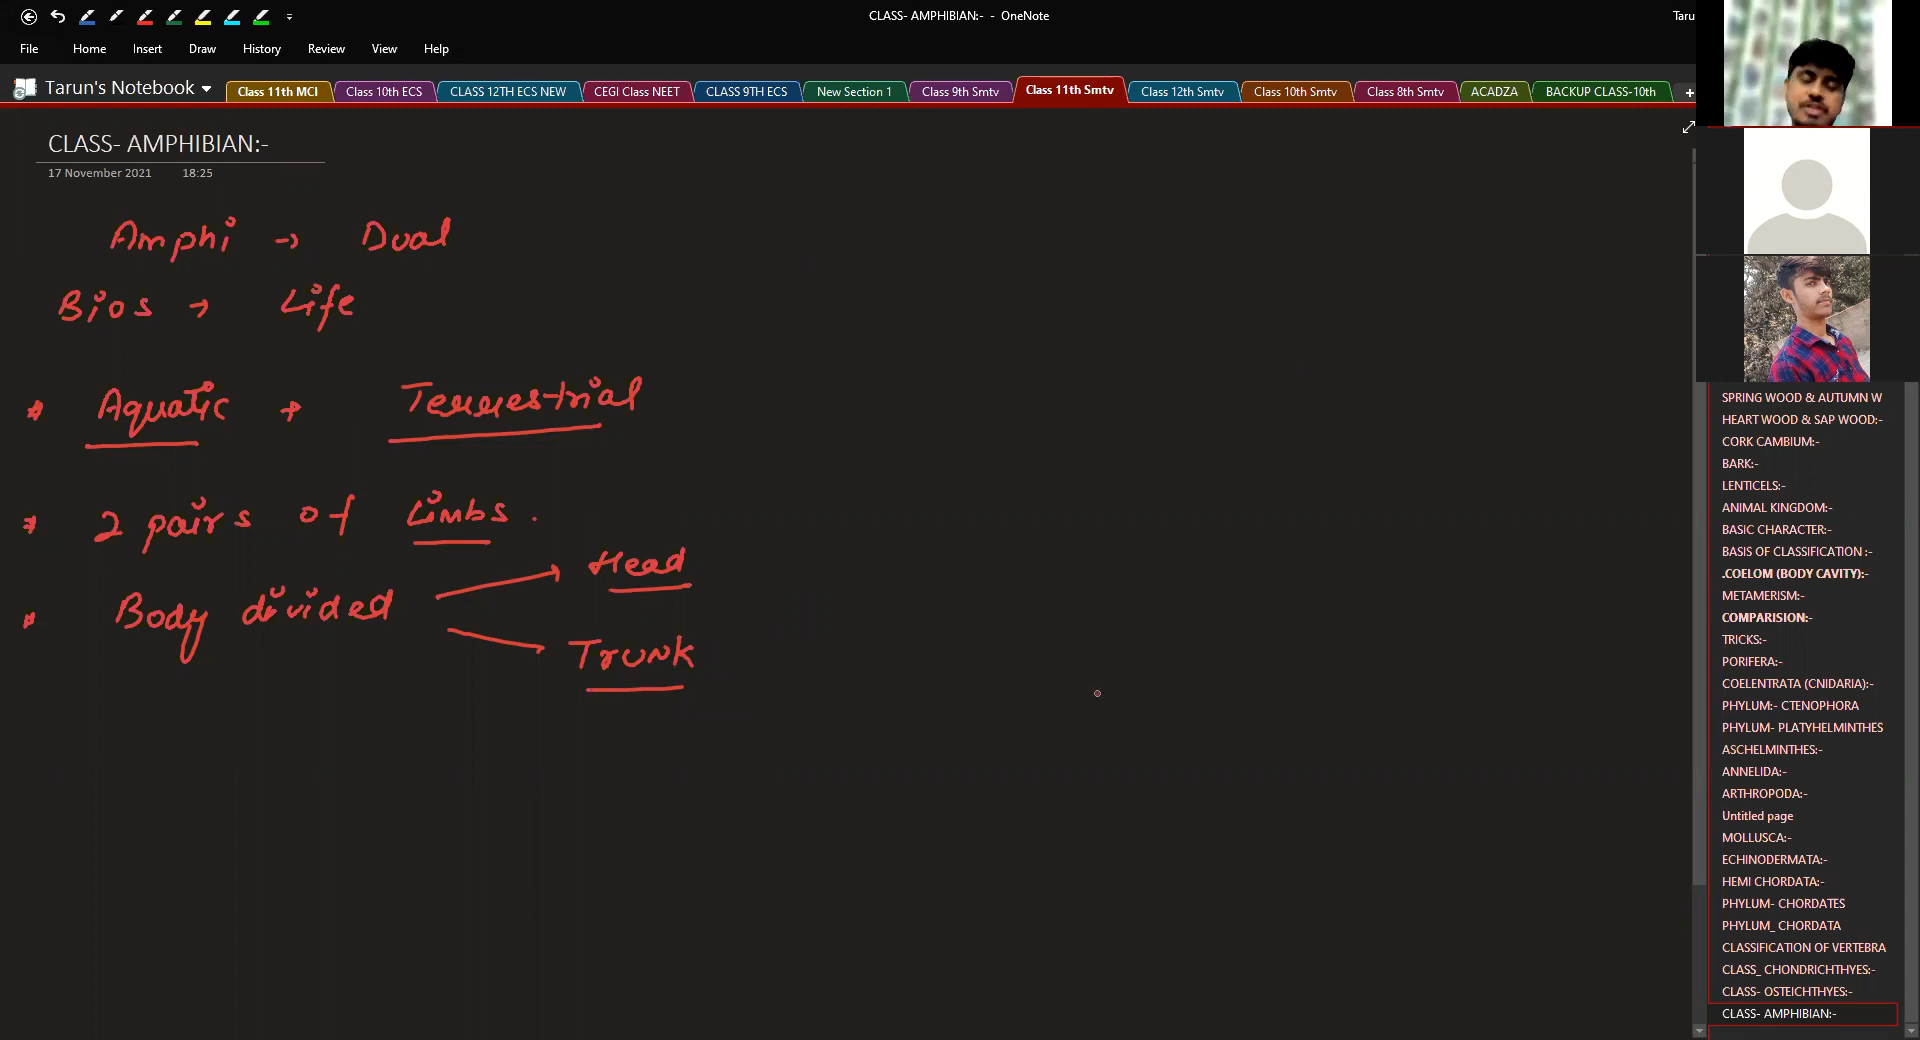 CLASS- AMPHIBIAN:- - OneNote
Tarun
File Home Insert Draw History Review View Help
Tarun's Notebook
Class 11th MCI Class 10th ECS CLASS 12TH ECS NEW CEGI Class NEET CLASS 9TH ECS New Section 1 Class 9th Smtv Class 11th Smtv Class 12th Smtv Class 10th Smtv Class 8th Smtv ACADZA BACKUP CLASS-10th +
CLASS- AMPHIBIAN:-
17 November 2021 18:25
Amphi → Dual
Bios → Life
* Aquatic + Terrestrial
* 2 pairs of Limbs.
* Body divided → Head
→ Trunk
SPRING WOOD & AUTUMN W
HEART WOOD & SAP WOOD:-
CORK CAMBIUM:-
BARK:-
LENTICELS:-
ANIMAL KINGDOM:-
BASIC CHARACTER:-
BASIS OF CLASSIFICATION :-
.COELOM (BODY CAVITY):-
METAMERISM:-
COMPARISION:-
TRICKS:-
PORIFERA:-
COELENTRATA (CNIDARIA):-
PHYLUM:- CTENOPHORA
PHYLUM- PLATYHELMINTHES
ASCHELMINTHES:-
ANNELIDA:-
ARTHROPODA:-
Untitled page
MOLLUSCA:-
ECHINODERMATA:-
HEMI CHORDATA:-
PHYLUM- CHORDATES
PHYLUM_ CHORDATA
CLASSIFICATION OF VERTEBRA
CLASS_ CHONDRICHTHYES:-
CLASS- OSTEICHTHYES:-
CLASS- AMPHIBIAN:-